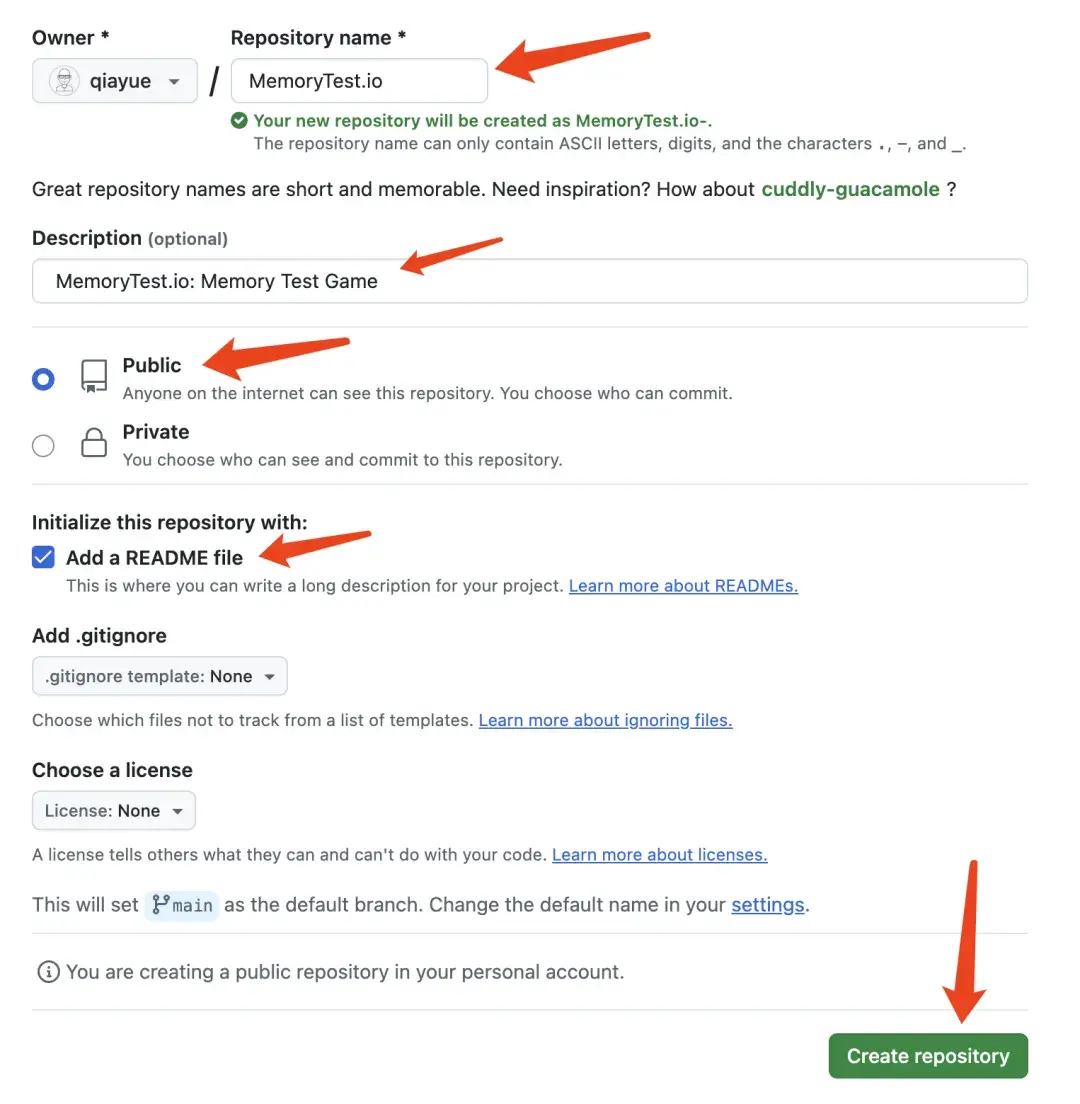 Owner * Repository name *
qiayue / MemoryTest.io
Your new repository will be created as MemoryTest.io-.
The repository name can only contain ASCII letters, digits, and the characters ., –, and _.
Great repository names are short and memorable. Need inspiration? How about cuddly-guacamole ?
Description (optional)
MemoryTest.io: Memory Test Game
Public
Anyone on the internet can see this repository. You choose who can commit.
Private
You choose who can see and commit to this repository.
Initialize this repository with:
Add a README file
This is where you can write a long description for your project. Learn more about READMEs.
Add .gitignore
.gitignore template: None
Choose which files not to track from a list of templates. Learn more about ignoring files.
Choose a license
License: None
A license tells others what they can and can't do with your code. Learn more about licenses.
This will set main as the default branch. Change the default name in your settings.
You are creating a public repository in your personal account.
Create repository